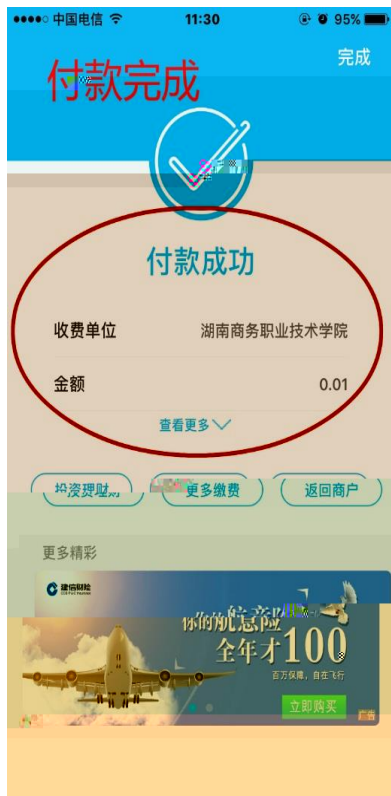 中国电信 11:30 95%
完成
付款完成
付款成功
收费单位 湖南商务职业技术学院
金额 0.01
查看更多
投资理财 更多缴费 返回商户
更多精彩
建信财险
你的航意险
全年才100
百万保障,自在飞行
立即购买
广告